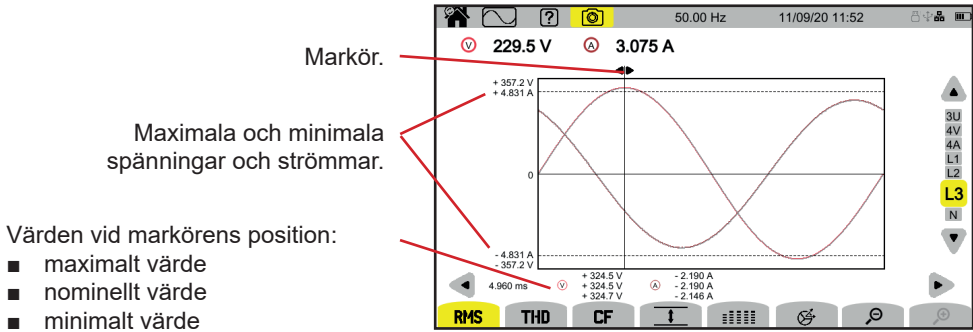 50.00 Hz 11/09/20 11:52
V 229.5 V A 3.075 A
Markör.
+ 357.2 V
+ 4.831 A
Maximala och minimala
spänningar och strömmar.
0
3U
4V
4A
L1
L2
L3
N
Värden vid markörens position:
■ maximalt värde
■ nominellt värde
■ minimalt värde
- 4.831 A
- 357.2 V
4.960 ms
V
+ 324.5 V
+ 324.5 V
+ 324.7 V
A
- 2.190 A
- 2.190 A
- 2.146 A
RMS THD CF